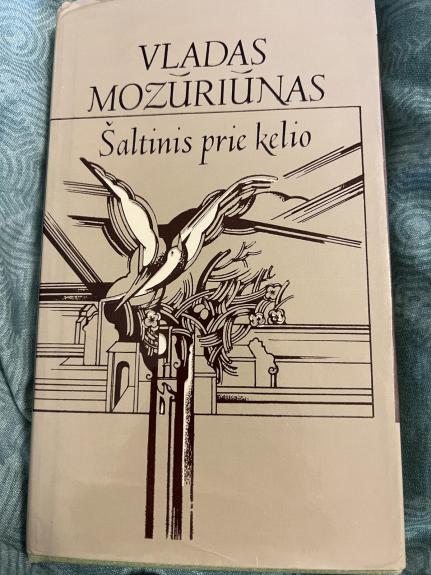 VLADAS
MOZŪRIŪNAS
Šaltinis prie kelio